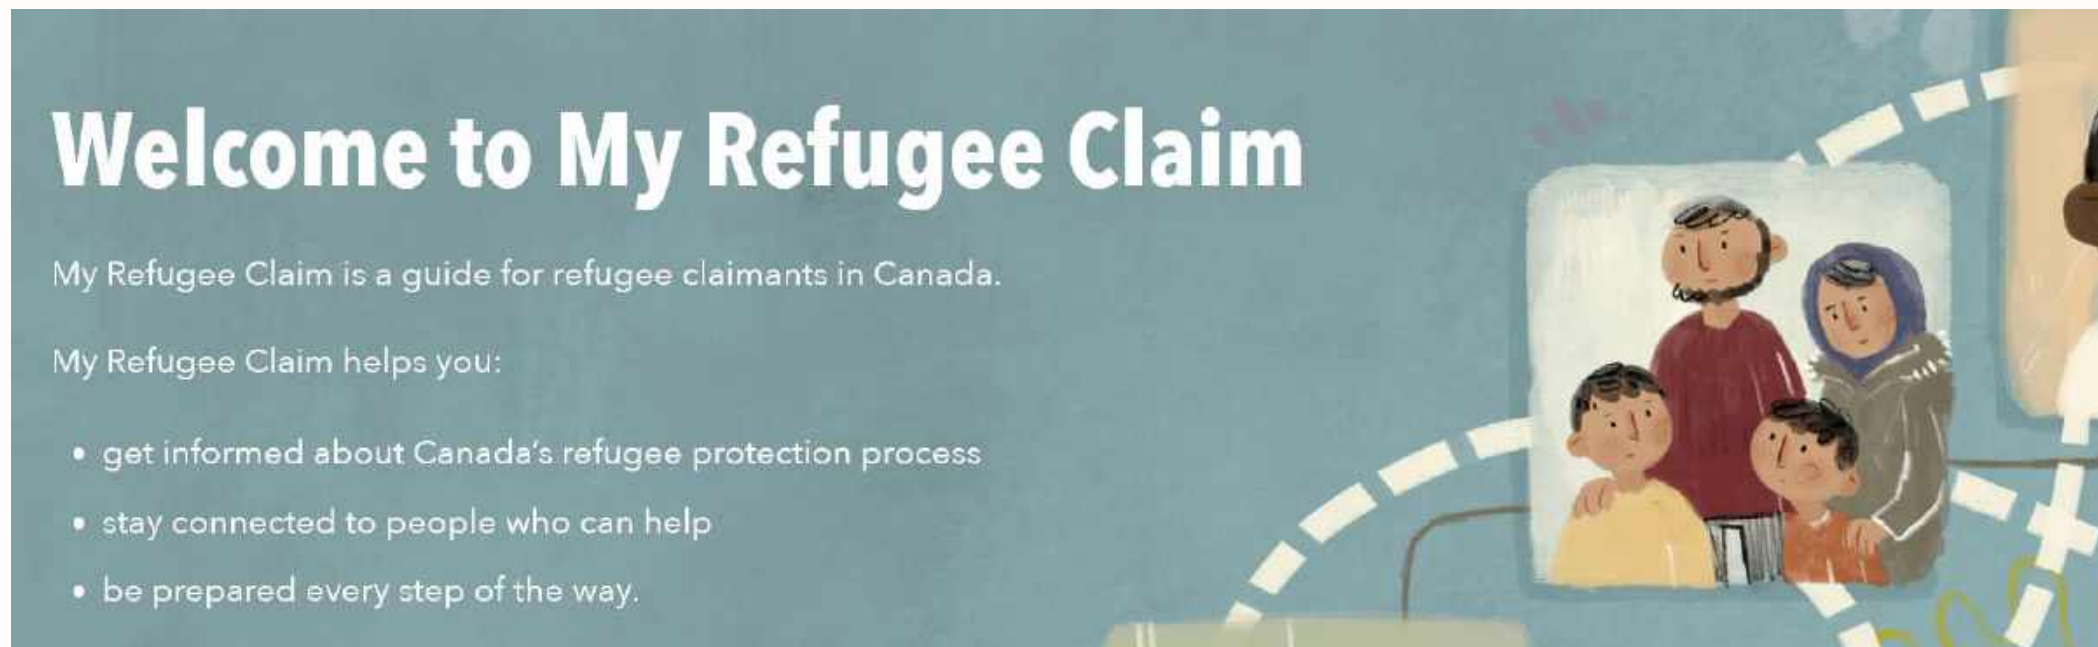 Welcome to My Refugee Claim
My Refugee Claim is a guide for refugee claimants in Canada.
My Refugee Claim helps you:
• get informed about Canada's refugee protection process
• stay connected to people who can help
• be prepared every step of the way.